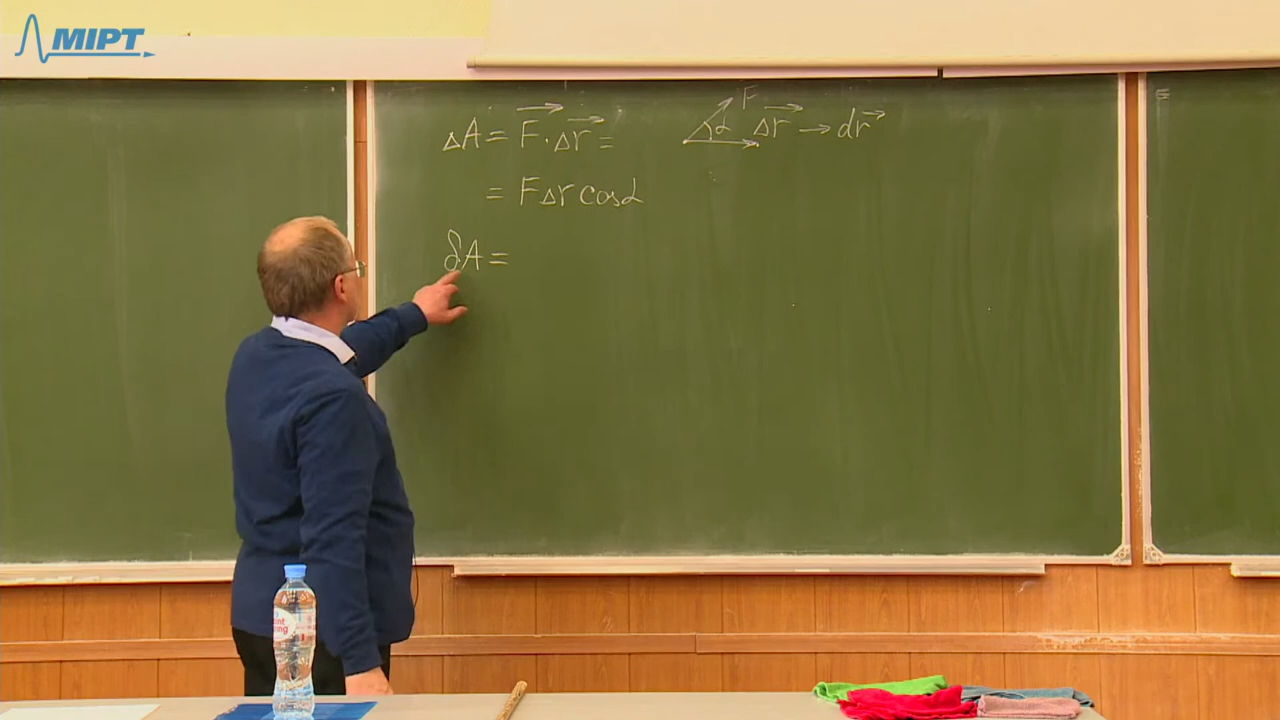 MIPT
ΔA = F⃗ · Δr⃗ =
= FΔr cosα
δA =
F⃗
α
Δr⃗ → dr⃗